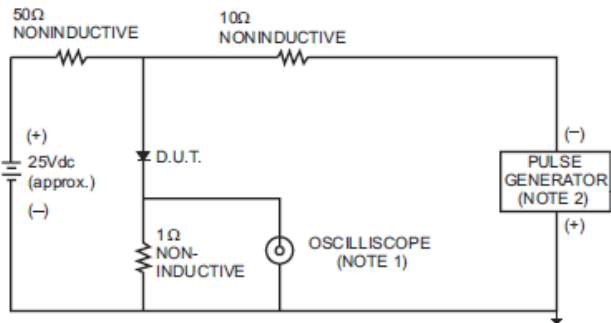 50Ω
NONINDUCTIVE
10Ω
NONINDUCTIVE
(+)
25Vdc
(approx.)
(–)
D.U.T.
1Ω
NON-
INDUCTIVE
OSCILLISCOPE
(NOTE 1)
(–)
PULSE
GENERATOR
(NOTE 2)
(+)